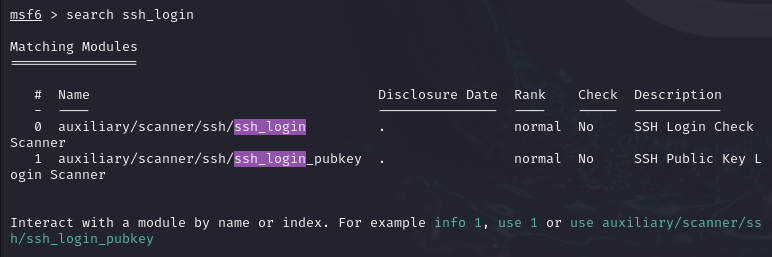 msf6 > search ssh_login
Matching Modules
================
#  Name                                 Disclosure Date  Rank    Check  Description
-  ----                                 ---------------  ----    -----  -----------
0  auxiliary/scanner/ssh/ssh_login         .                normal  No     SSH Login Check
Scanner
1  auxiliary/scanner/ssh/ssh_login_pubkey  .                normal  No     SSH Public Key L
ogin Scanner
Interact with a module by name or index. For example info 1, use 1 or use auxiliary/scanner/ss
h/ssh_login_pubkey